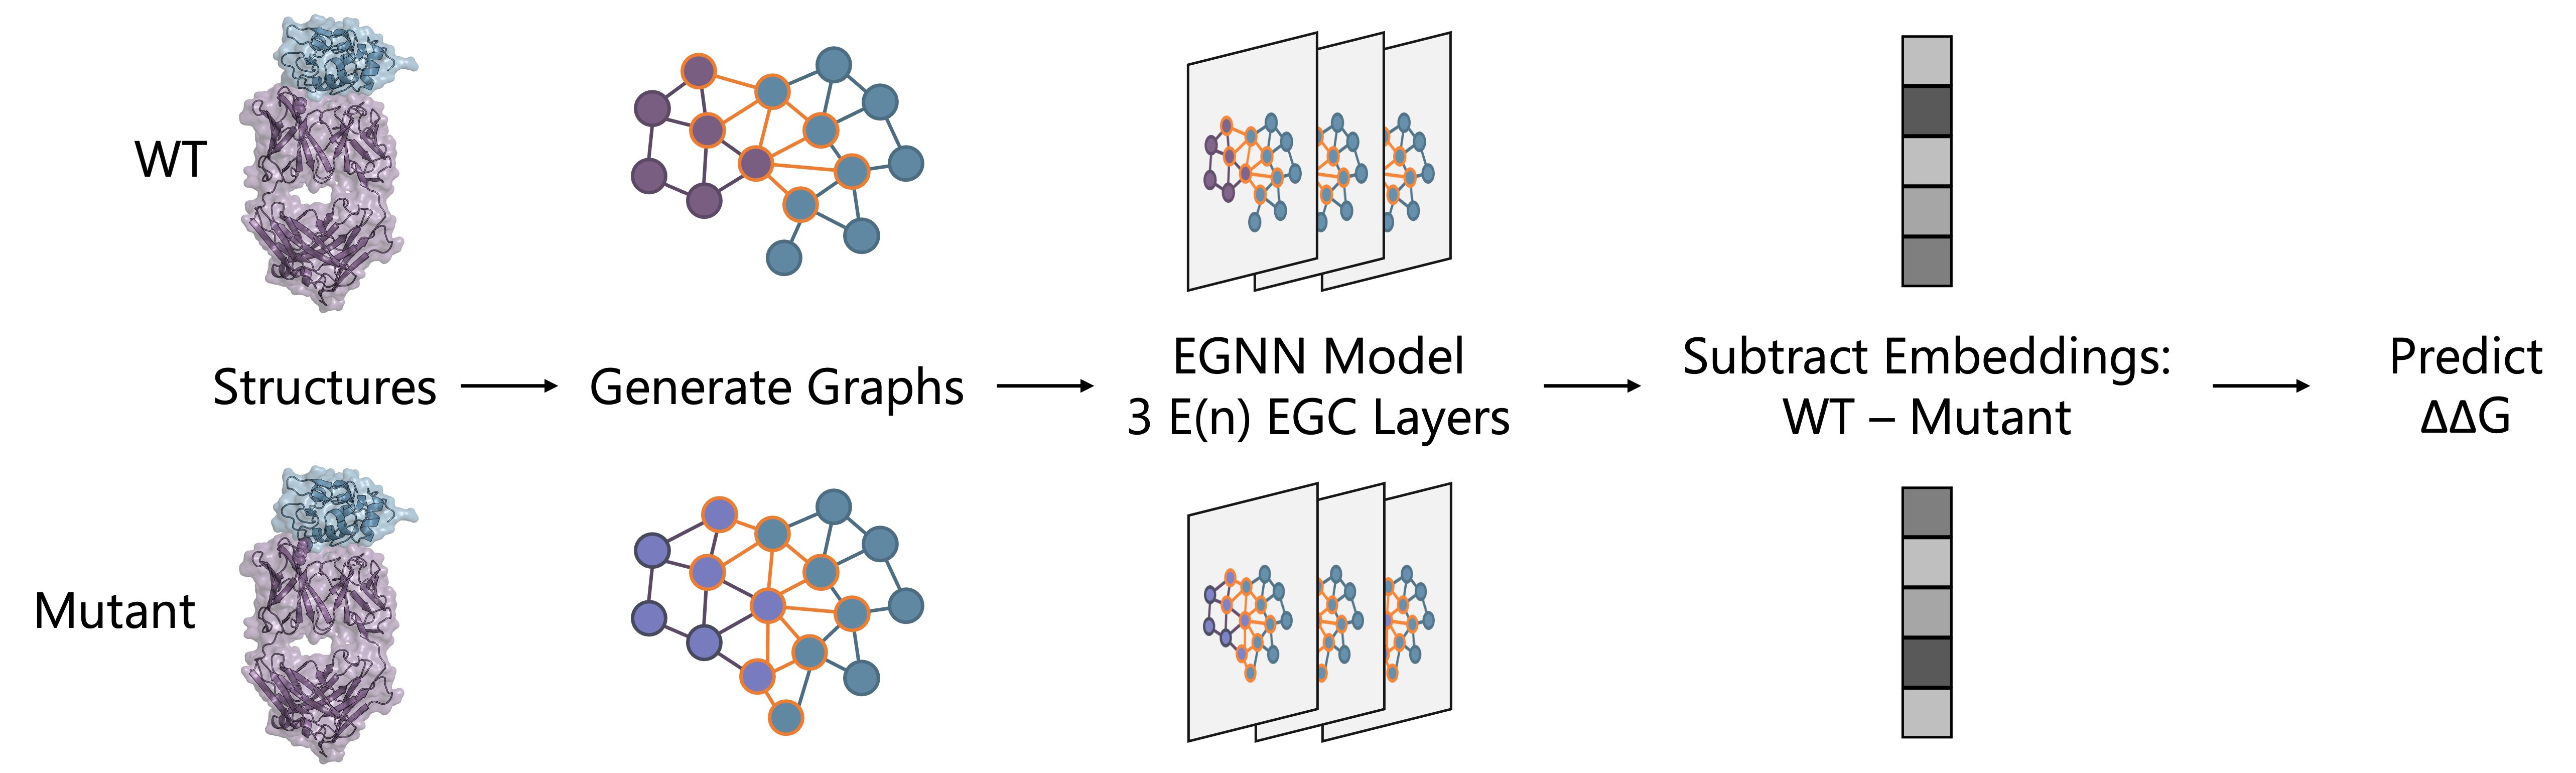 WT
Structures
Generate Graphs
EGNN Model
3 E(n) EGC Layers
Subtract Embeddings:
WT – Mutant
Predict
ΔΔG
Mutant